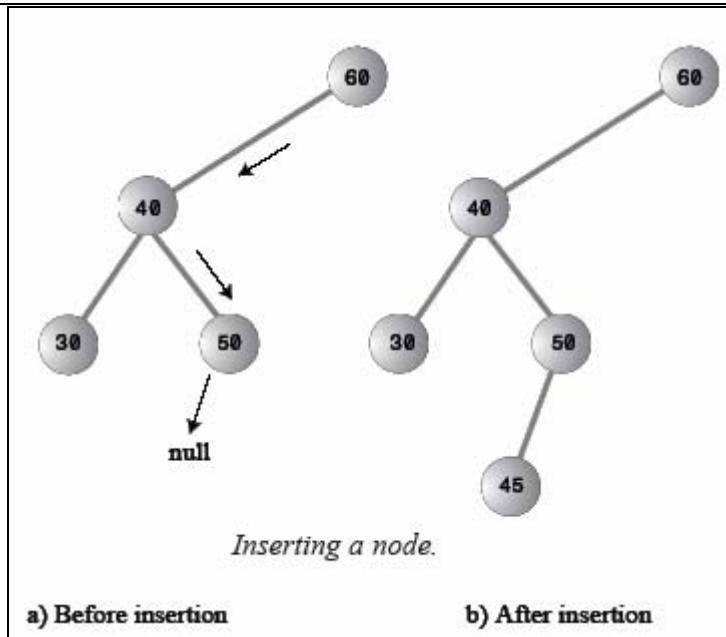 60
40
30
50
null
60
40
30
50
45
Inserting a node.
a) Before insertion
b) After insertion